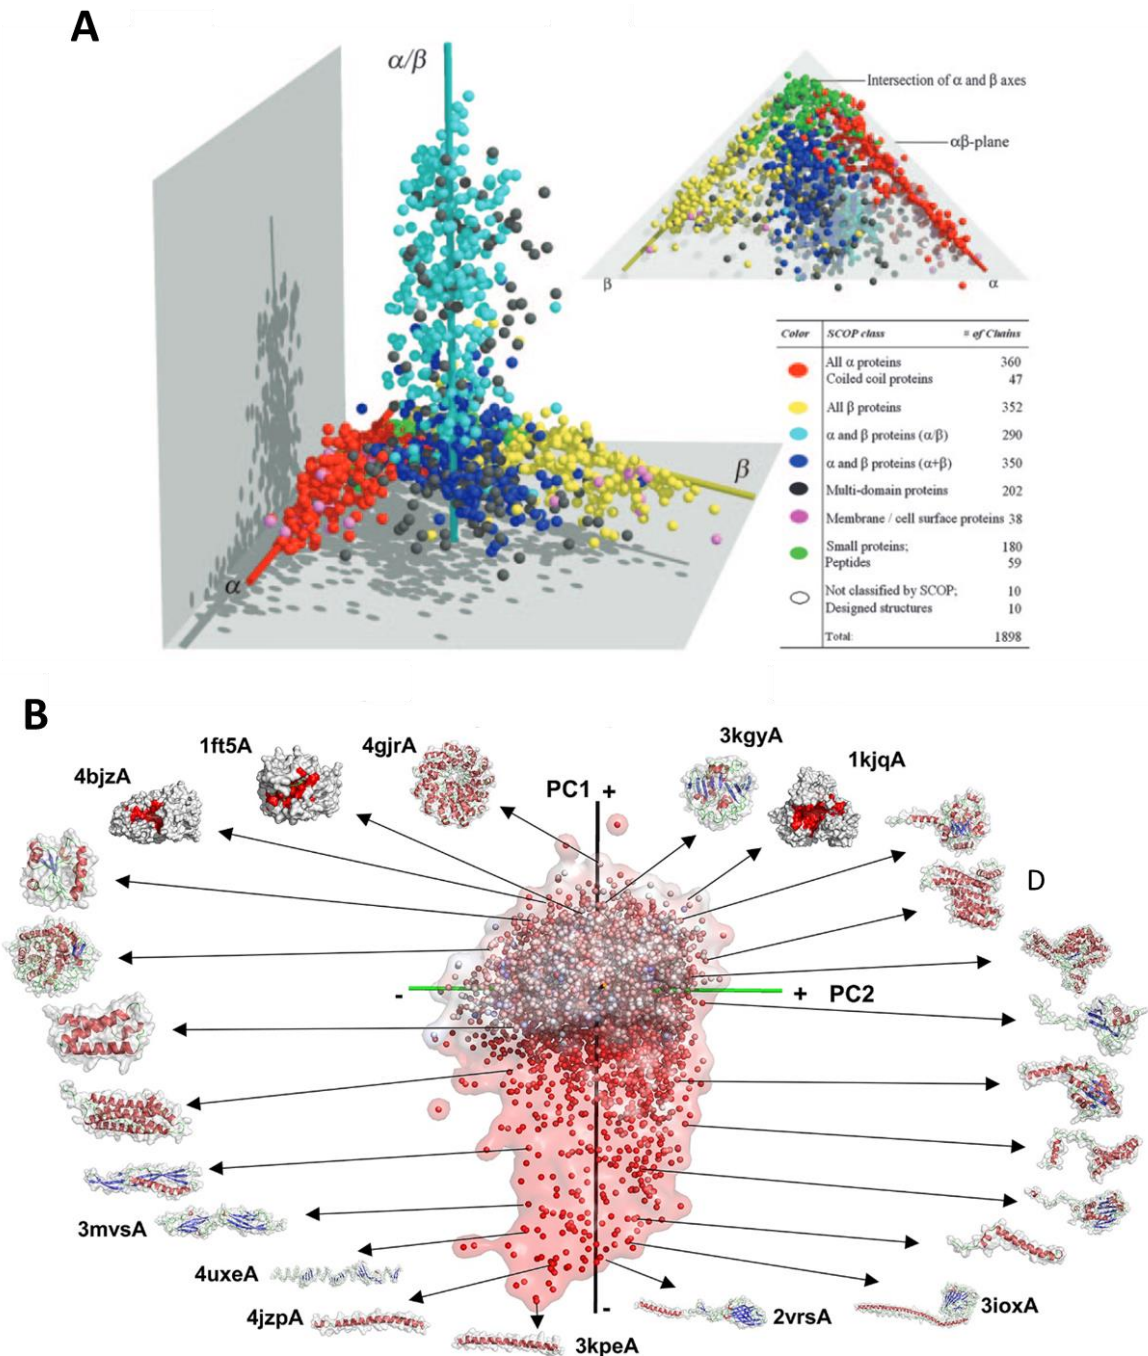 A
α/β
Intersection of α and β axes
αβ-plane
β
α
β
α
Color SCOP class # of Chains
All α proteins 360
Coiled coil proteins 47
All β proteins 352
α and β proteins (α/β) 290
α and β proteins (α+β) 350
Multi-domain proteins 202
Membrane / cell surface proteins 38
Small proteins; 180
Peptides 59
Not classified by SCOP; 10
Designed structures 10
Total: 1898
B
1ft5A
4gjrA
3kgyA
4bjzA
1kjqA
PC1 +
D
- + PC2
3mvsA
4uxeA
4jzpA
3kpeA
-
2vrsA
3ioxA